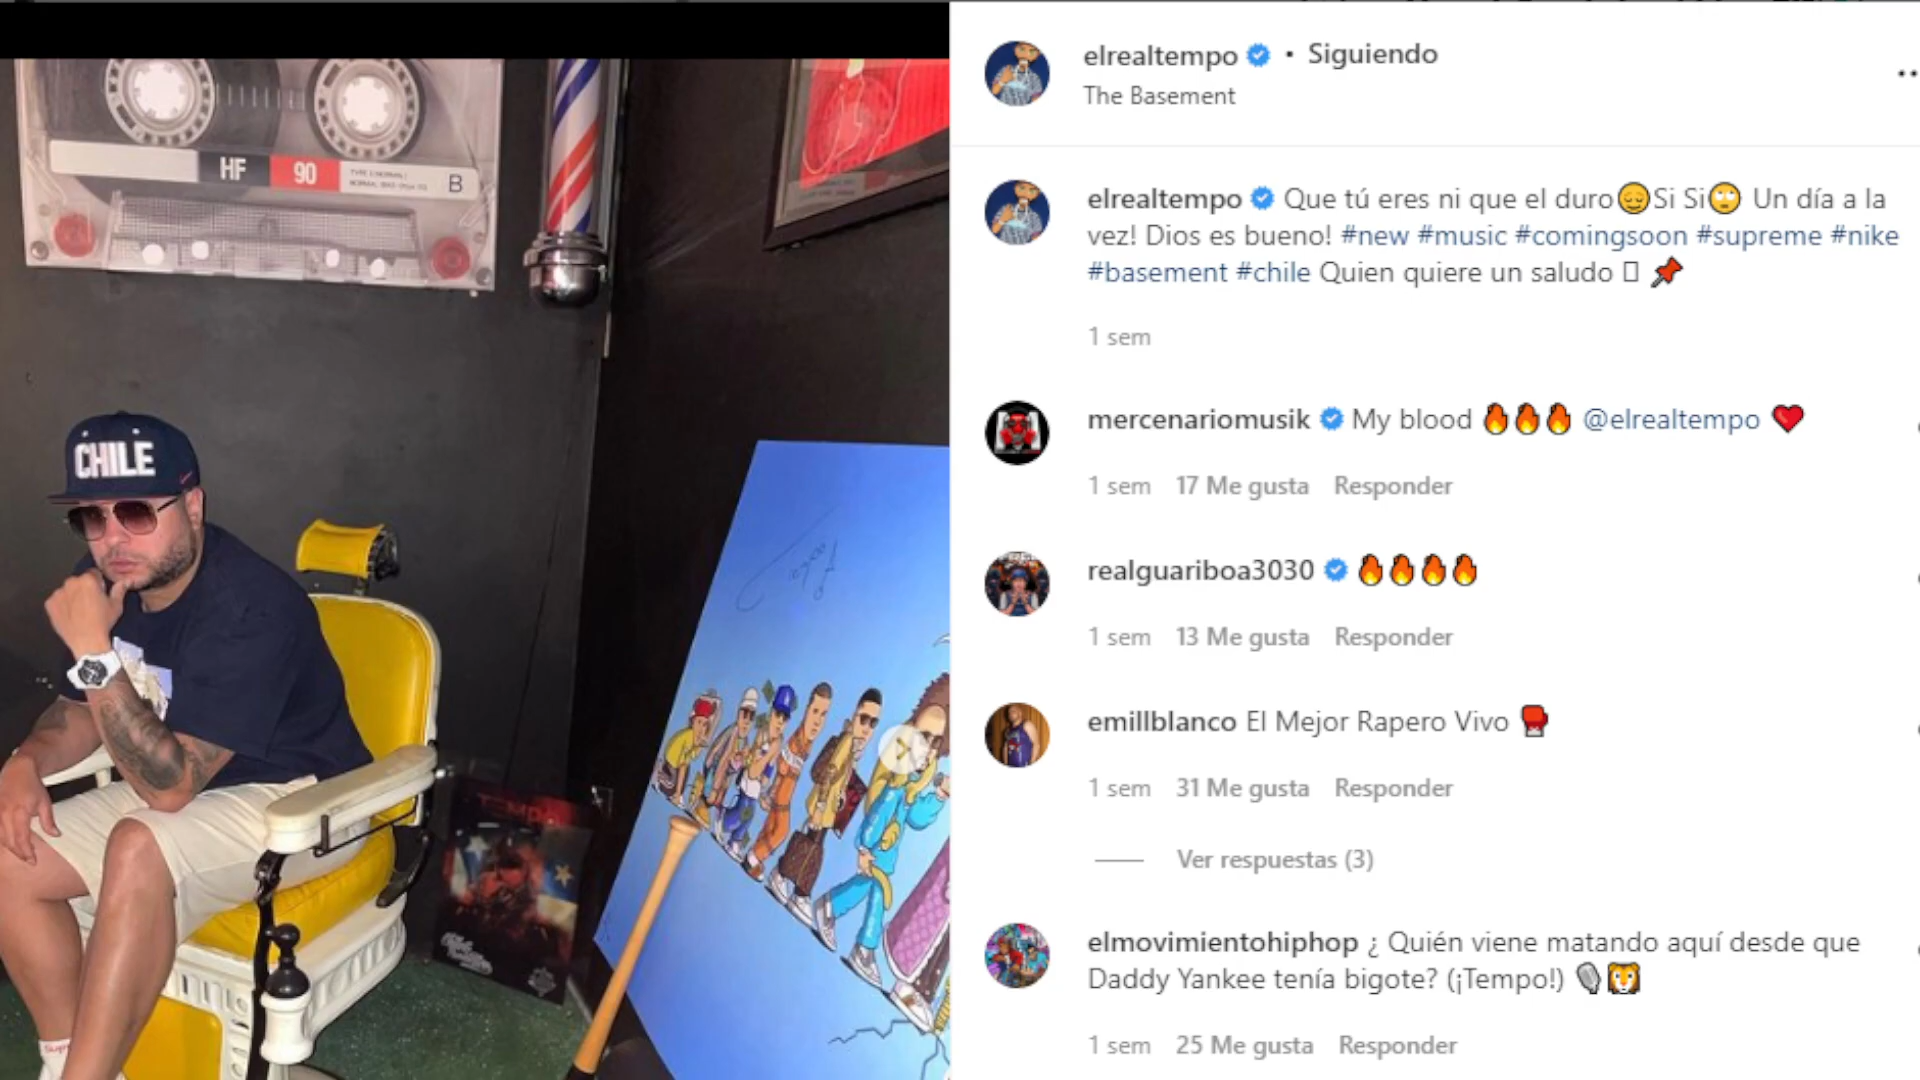 HF
90
B
CHILE
TEMPO
elrealtempo • Siguiendo
The Basement
elrealtempo Que tú eres ni que el duro😔Si Si🙄 Un día a la
vez! Dios es bueno! #new #music #comingsoon #supreme #nike
#basement #chile Quien quiere un saludo 📌
1 sem
mercenariomusik My blood 🔥🔥🔥 @elrealtempo ❤️
1 sem 17 Me gusta Responder
realguariboa3030 🔥🔥🔥🔥
1 sem 13 Me gusta Responder
emillblanco El Mejor Rapero Vivo 🥊
1 sem 31 Me gusta Responder
Ver respuestas (3)
elmovimientohiphop ¿ Quién viene matando aquí desde que
Daddy Yankee tenía bigote? (¡Tempo!) 🎙🐯
1 sem 25 Me gusta Responder